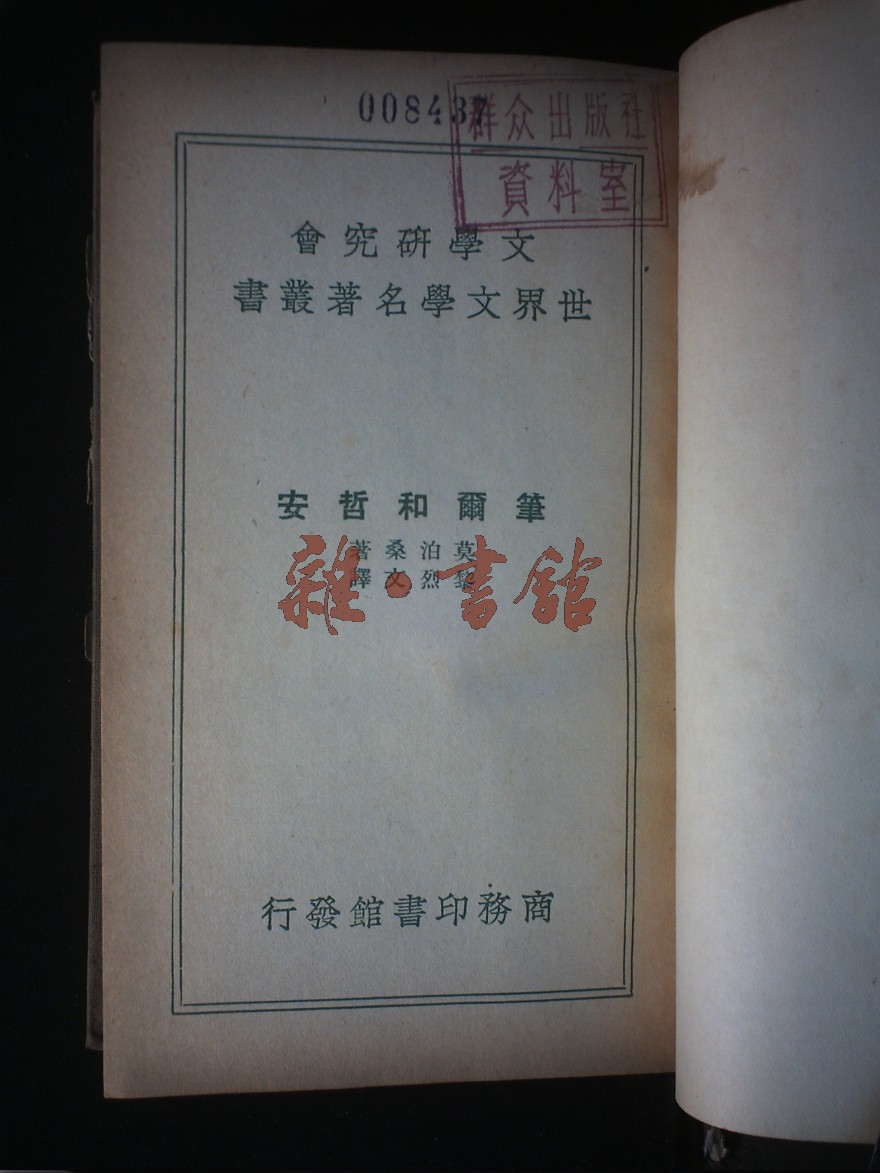 008437
群众出版社
資料室
文學研究會
世界文學名著叢書
筆爾和哲安
莫泊桑著
黎烈文譯
雜·書館
商務印書館發行